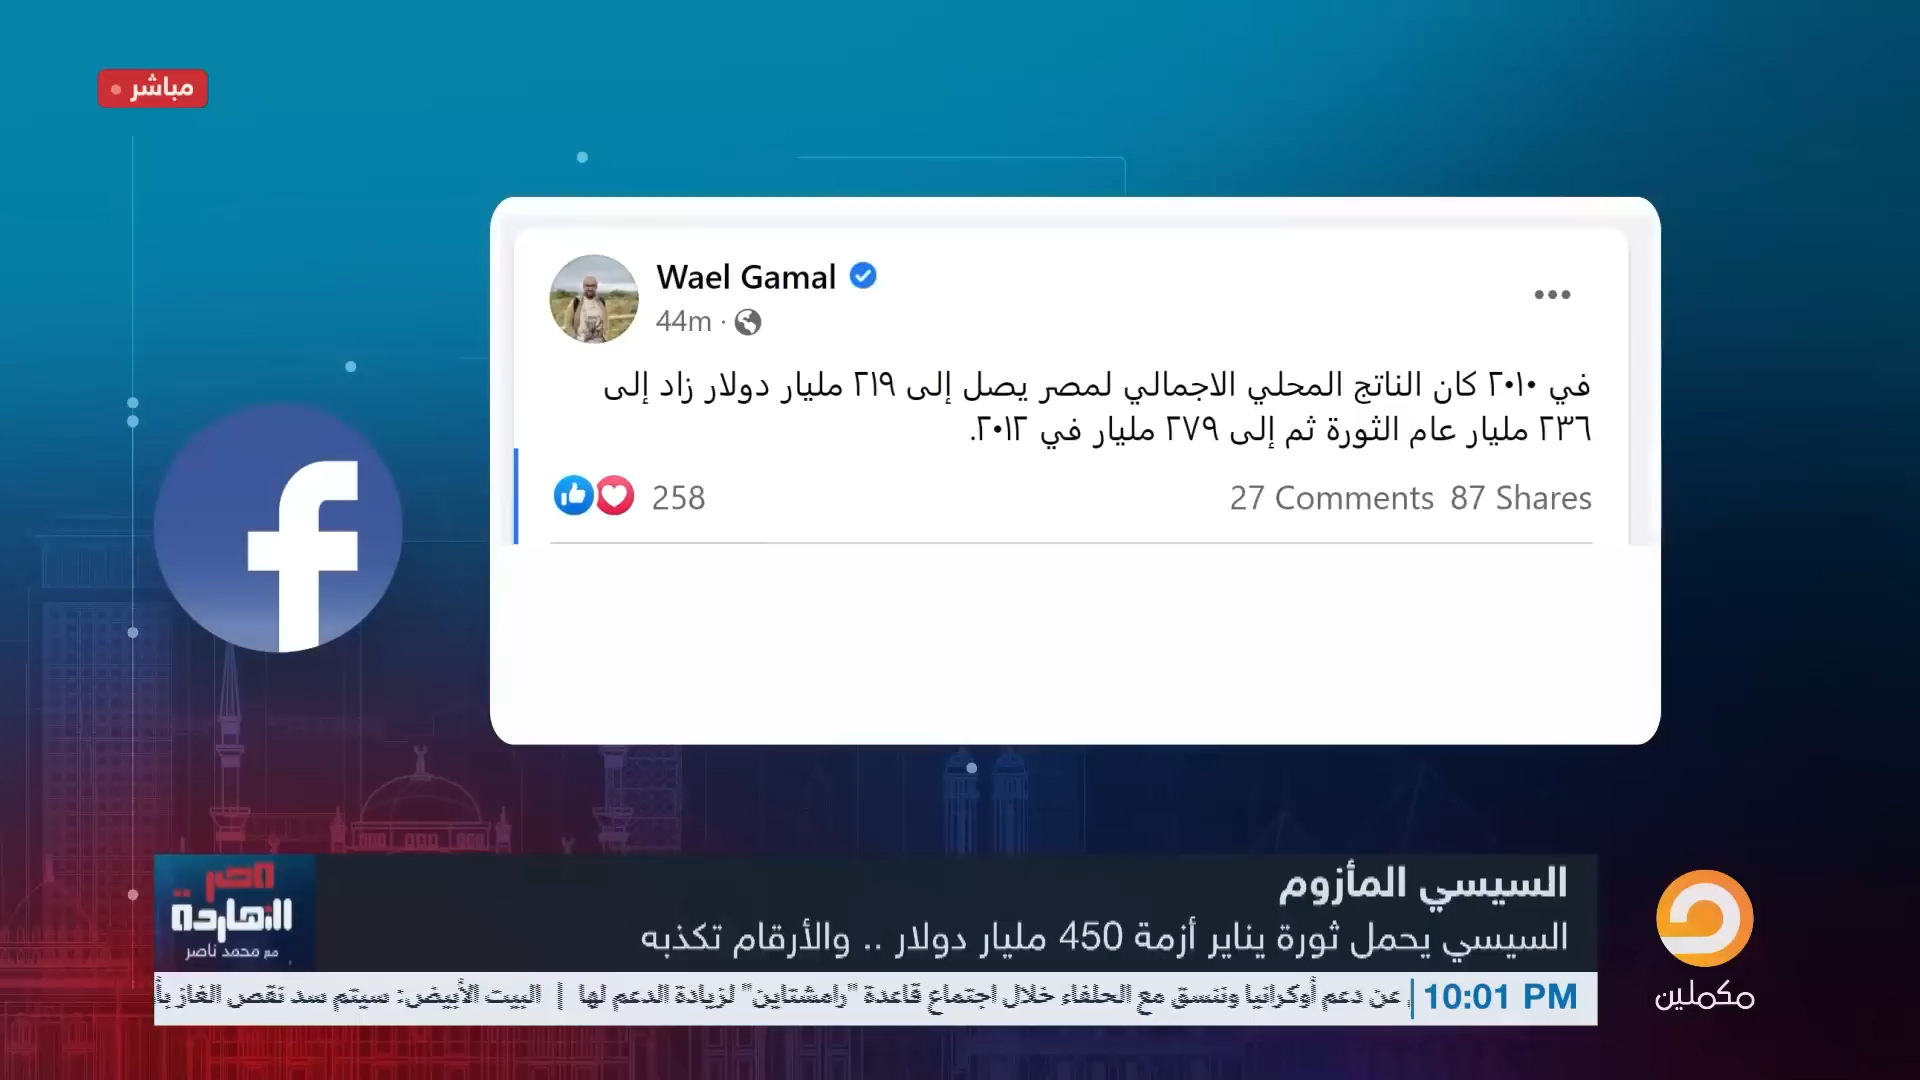 مباشر
Wael Gamal
44m ·
في ٢٠١٠ كان الناتج المحلي الاجمالي لمصر يصل إلى ٢١٩ مليار دولار زاد إلى
٢٣٦ مليار عام الثورة ثم إلى ٢٧٩ مليار في ٢٠١٢.
258
27 Comments 87 Shares
السيسي المأزوم
السيسي يحمل ثورة يناير أزمة 450 مليار دولار .. والأرقام تكذبه
مصر
النهاردة
مع محمد ناصر
10:01 PM
عن دعم أوكرانيا وننسق مع الحلفاء خلال اجتماع قاعدة "رامشتاين" لزيادة الدعم لها | البيت الأبيض: سيتم سد نقص الغاز بأ
مكملين